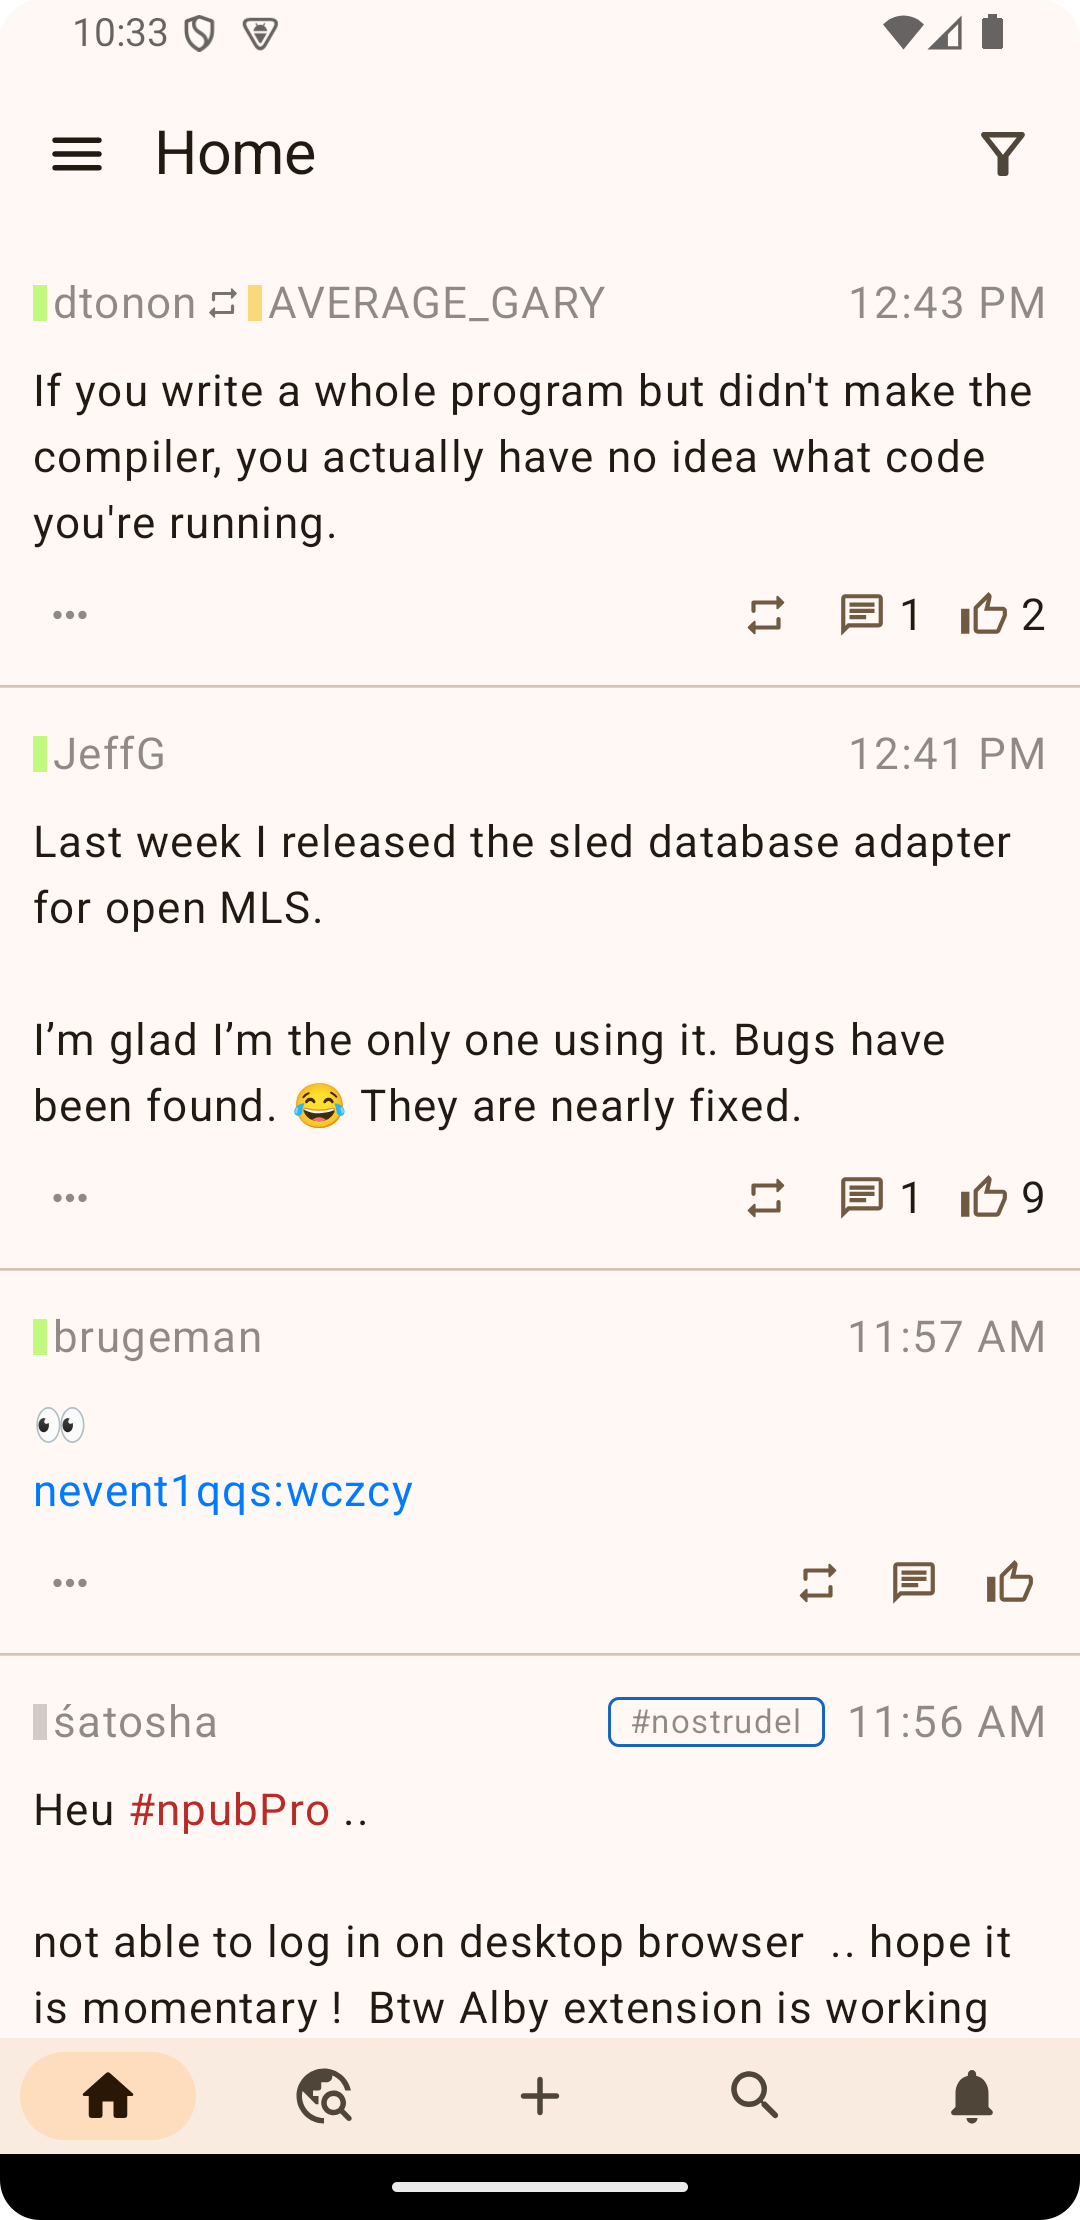 10:33
Home
dtonon AVERAGE_GARY 12:43 PM
If you write a whole program but didn't make the
compiler, you actually have no idea what code
you're running.
1 2
JeffG 12:41 PM
Last week I released the sled database adapter
for open MLS.
I’m glad I’m the only one using it. Bugs have
been found. 😂 They are nearly fixed.
1 9
brugeman 11:57 AM
👀
nevent1qqs:wczcy
śatosha #nostrudel 11:56 AM
Heu #npubPro ..
not able to log in on desktop browser  .. hope it
is momentary !  Btw Alby extension is working